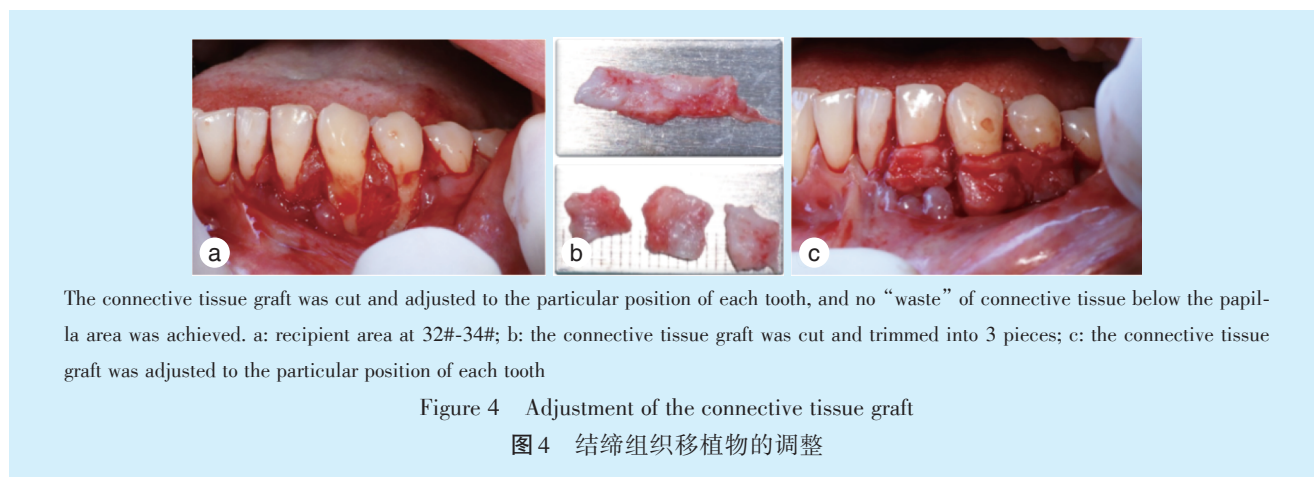 a
b
c
The connective tissue graft was cut and adjusted to the particular position of each tooth, and no “waste” of connective tissue below the papil-
la area was achieved. a: recipient area at 32#-34#; b: the connective tissue graft was cut and trimmed into 3 pieces; c: the connective tissue
graft was adjusted to the particular position of each tooth
Figure 4 Adjustment of the connective tissue graft
图4 结缔组织移植物的调整